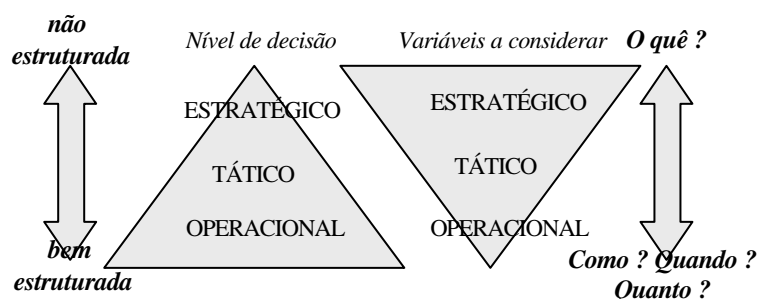 não
estruturada
Nível de decisão
Variáveis a considerar
O quê ?
ESTRATÉGICO
TÁTICO
OPERACIONAL
ESTRATÉGICO
TÁTICO
OPERACIONAL
bem
estruturada
Como ? Quando ?
Quanto ?